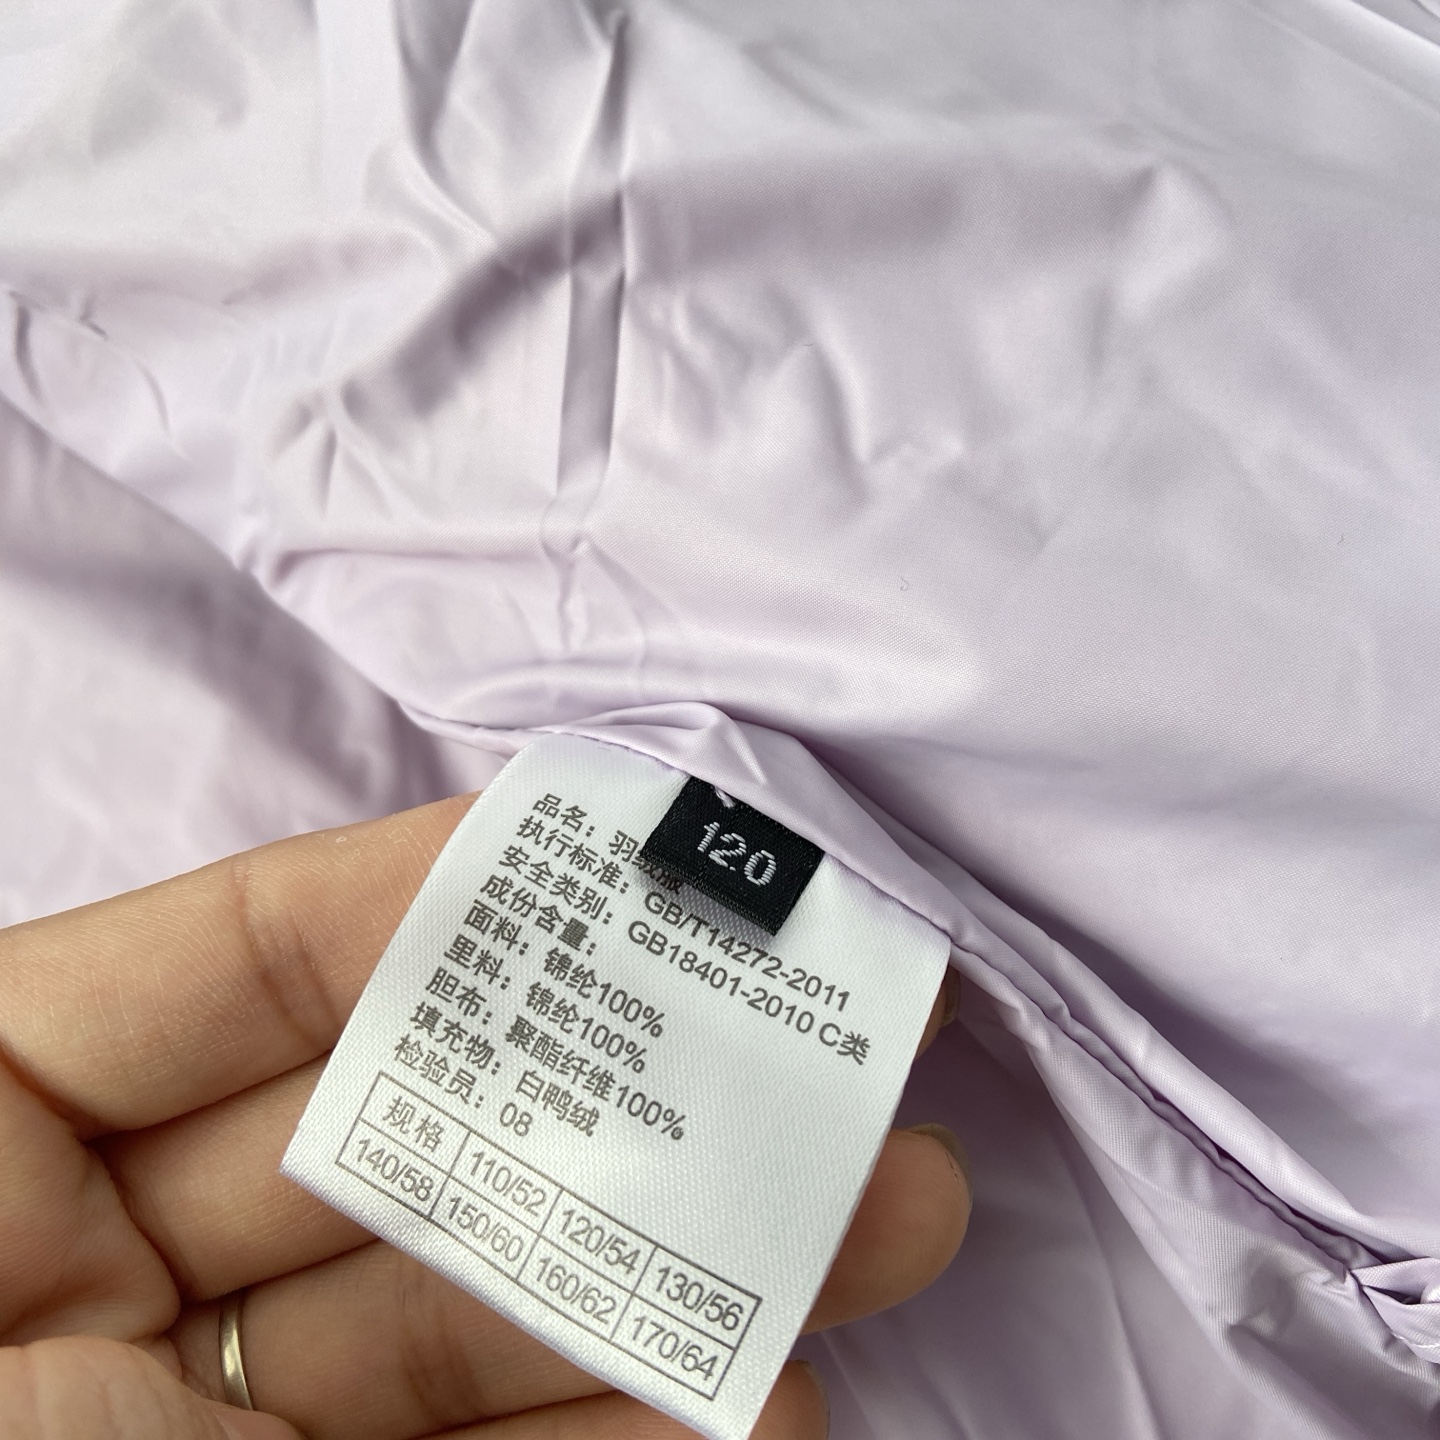 120
品名：羽绒服
执行标准：GB/T14272-2011
安全类别：GB18401-2010 C类
成份含量：
面料：锦纶100%
里料：锦纶100%
胆布：聚酯纤维100%
填充物：白鸭绒
检验员：08
规格 110/52 120/54 130/56
140/58 150/60 160/62 170/64